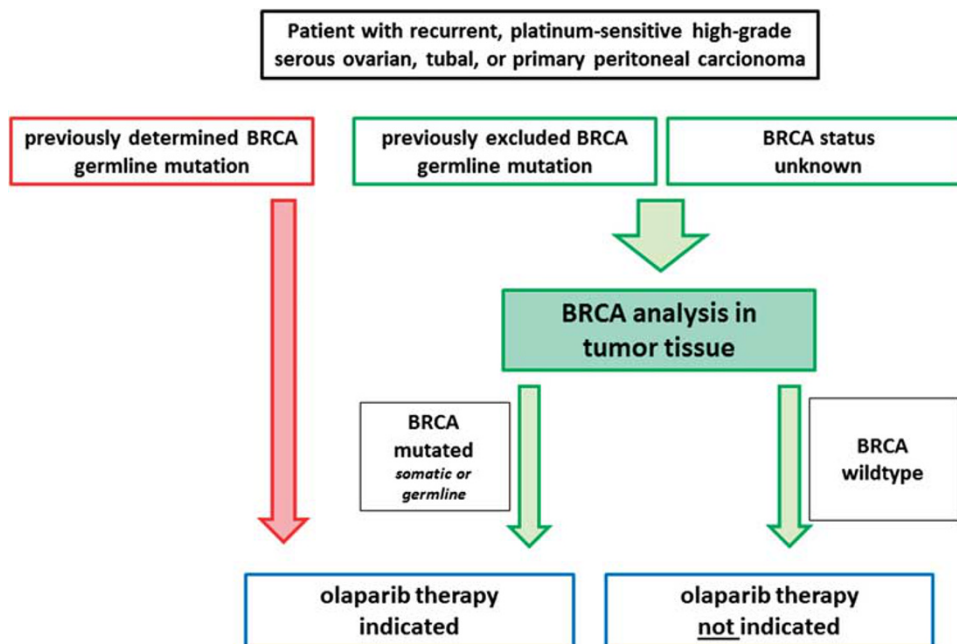 Patient with recurrent, platinum-sensitive high-grade
serous ovarian, tubal, or primary peritoneal carcionoma
previously determined BRCA
germline mutation
previously excluded BRCA
germline mutation
BRCA status
unknown
BRCA analysis in
tumor tissue
BRCA
mutated
somatic or
germline
BRCA
wildtype
olaparib therapy
indicated
olaparib therapy
not indicated